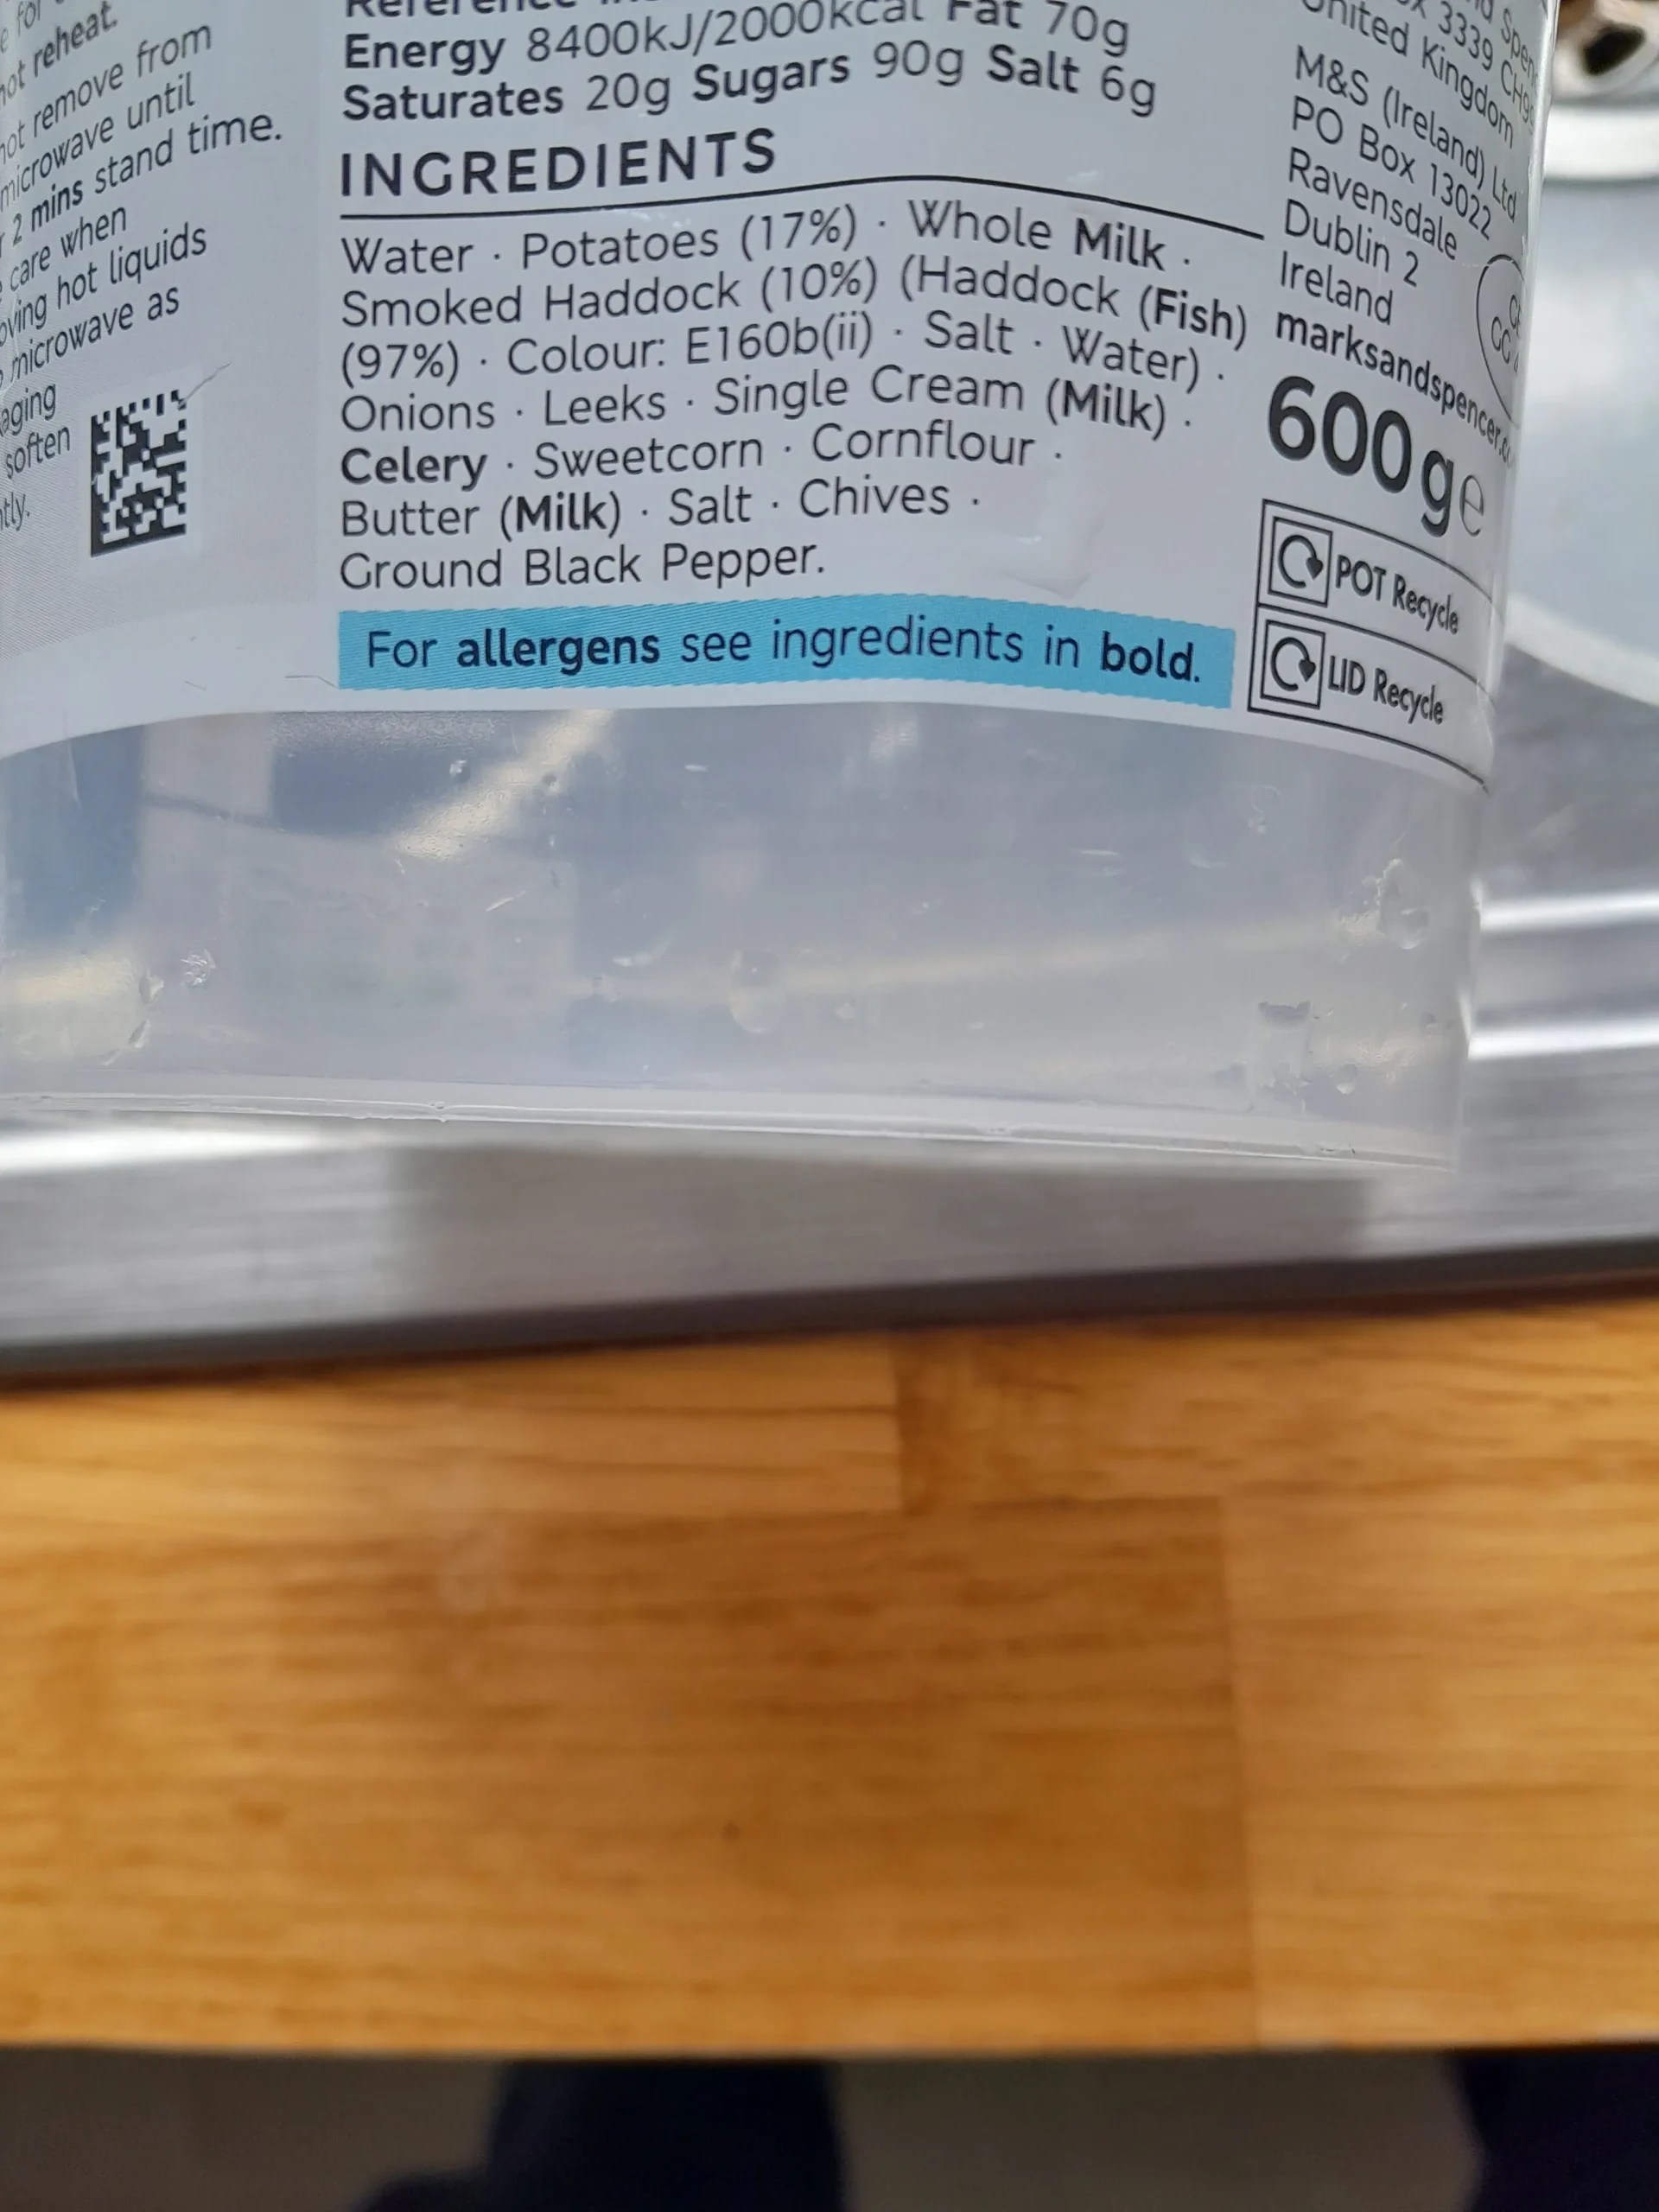 not reheat.
not remove from
microwave until
2 mins stand time.
care when
hot liquids
microwave as
soften
Energy 8400kJ/2000kcal Fat 70g
Saturates 20g Sugars 90g Salt 6g
INGREDIENTS
Water · Potatoes (17%) · Whole Milk ·
Smoked Haddock (10%) (Haddock (Fish)
(97%) · Colour: E160b(ii) · Salt · Water) ·
Onions · Leeks · Single Cream (Milk) ·
Celery · Sweetcorn · Cornflour ·
Butter (Milk) · Salt · Chives ·
Ground Black Pepper.
For allergens see ingredients in bold.
3339
United Kingdom
M&S (Ireland) Ltd
PO Box 13022
Ravensdale
Dublin 2
Ireland
600g e
POT Recycle
LID Recycle